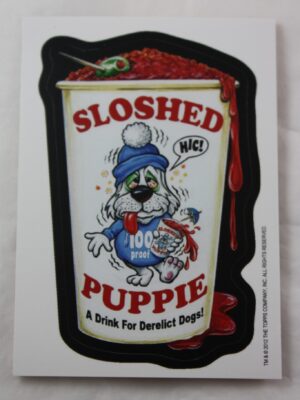 SLOSHED
HIC!
100
proof
PUPPIE
A Drink For Derelict Dogs!
TM & © 2012 THE TOPPS COMPANY, INC. ALL RIGHTS RESERVED.